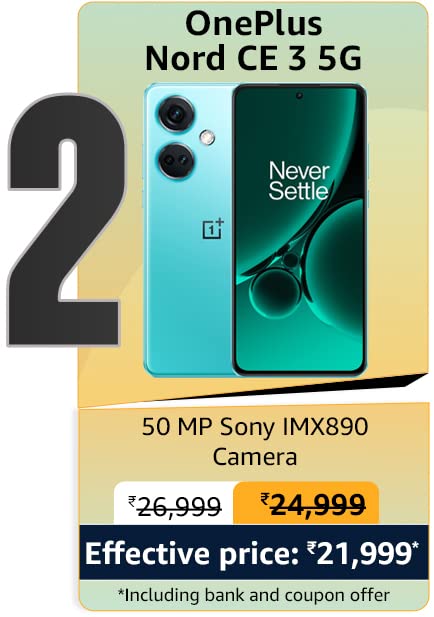 OnePlus
Nord CE 3 5G
2
Never
Settle
1+
50 MP Sony IMX890
Camera
₹26,999 ₹24,999
Effective price: ₹21,999*
*Including bank and coupon offer